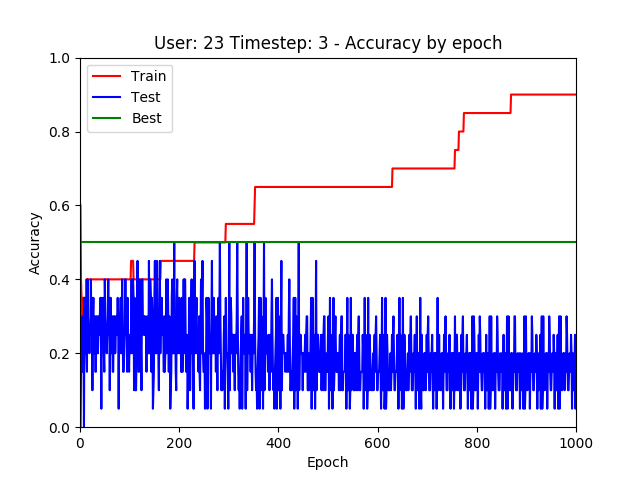 User: 23 Timestep: 3 - Accuracy by epoch
1.0
0.8
0.6
0.4
0.2
0.0
Accuracy
Train
Test
Best
0 200 400 600 800 1000
Epoch